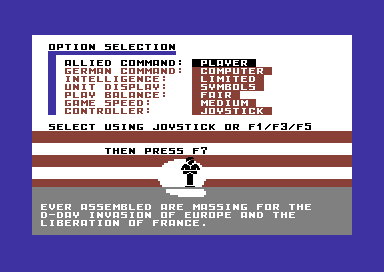 OPTION SELECTION
ALLIED COMMAND: PLAYER
GERMAN COMMAND: COMPUTER
INTELLIGENCE: LIMITED
UNIT DISPLAY: SYMBOLS
PLAY BALANCE: FAIR
GAME SPEED: MEDIUM
CONTROLLER: JOYSTICK
SELECT USING JOYSTICK OR F1/F3/F5
THEN PRESS F7
EVER ASSEMBLED ARE MASSING FOR THE
D-DAY INVASION OF EUROPE AND THE
LIBERATION OF FRANCE.